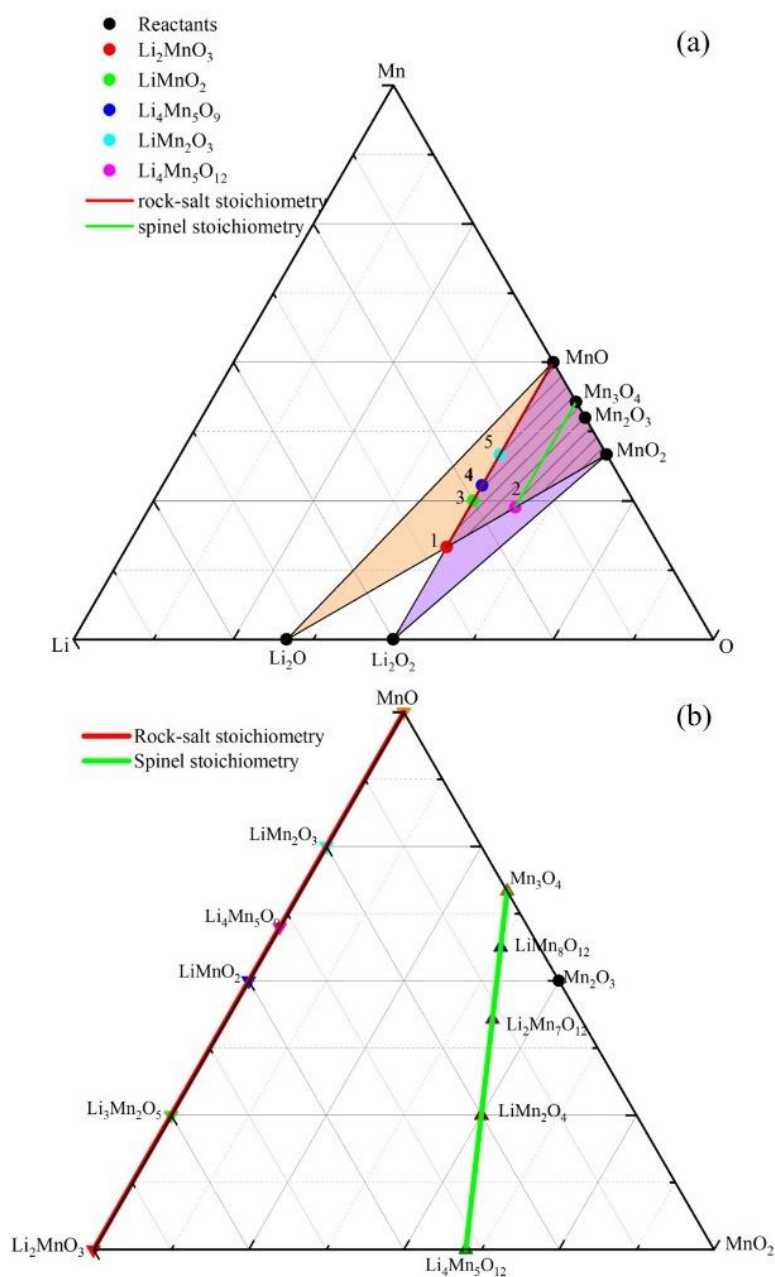 (a)
Reactants
Li₂MnO₃
LiMnO₂
Li₄Mn₅O₉
LiMn₂O₃
Li₄Mn₅O₁₂
rock-salt stoichiometry
spinel stoichiometry
Mn
MnO
Mn₃O₄
Mn₂O₃
MnO₂
5
4
3
2
1
Li
Li₂O
Li₂O₂
O
(b)
MnO
Rock-salt stoichiometry
Spinel stoichiometry
LiMn₂O₃
Mn₃O₄
Li₄Mn₅O₉
LiMn₈O₁₂
LiMnO₂
Mn₂O₃
Li₂Mn₇O₁₂
Li₃Mn₂O₅
LiMn₂O₄
Li₂MnO₃
MnO₂
Li₄Mn₅O₁₂